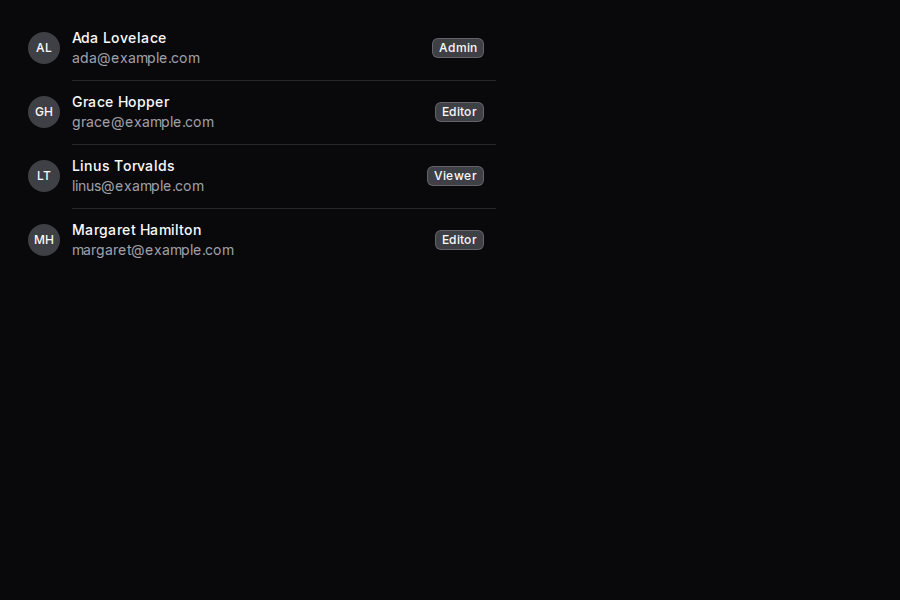 AL
Ada Lovelace
ada@example.com
Admin
GH
Grace Hopper
grace@example.com
Editor
LT
Linus Torvalds
linus@example.com
Viewer
MH
Margaret Hamilton
margaret@example.com
Editor